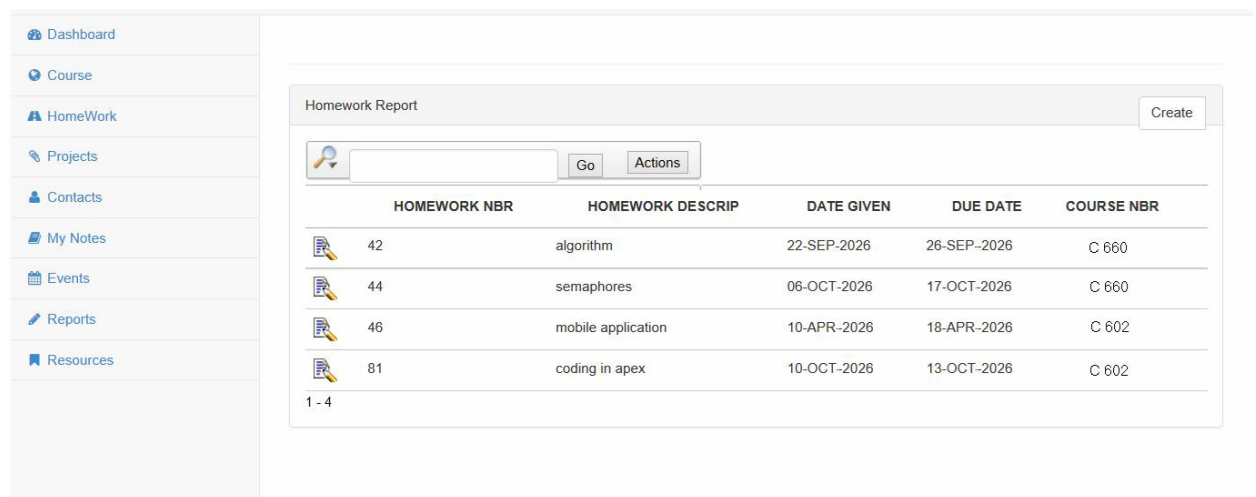 Dashboard
Course
HomeWork
Projects
Contacts
My Notes
Events
Reports
Resources
Homework Report
Create
Go Actions
HOMEWORK NBR HOMEWORK DESCRIP DATE GIVEN DUE DATE COURSE NBR
42 algorithm 22-SEP-2026 26-SEP-2026 C 660
44 semaphores 06-OCT-2026 17-OCT-2026 C 660
46 mobile application 10-APR-2026 18-APR-2026 C 602
81 coding in apex 10-OCT-2026 13-OCT-2026 C 602
1 - 4